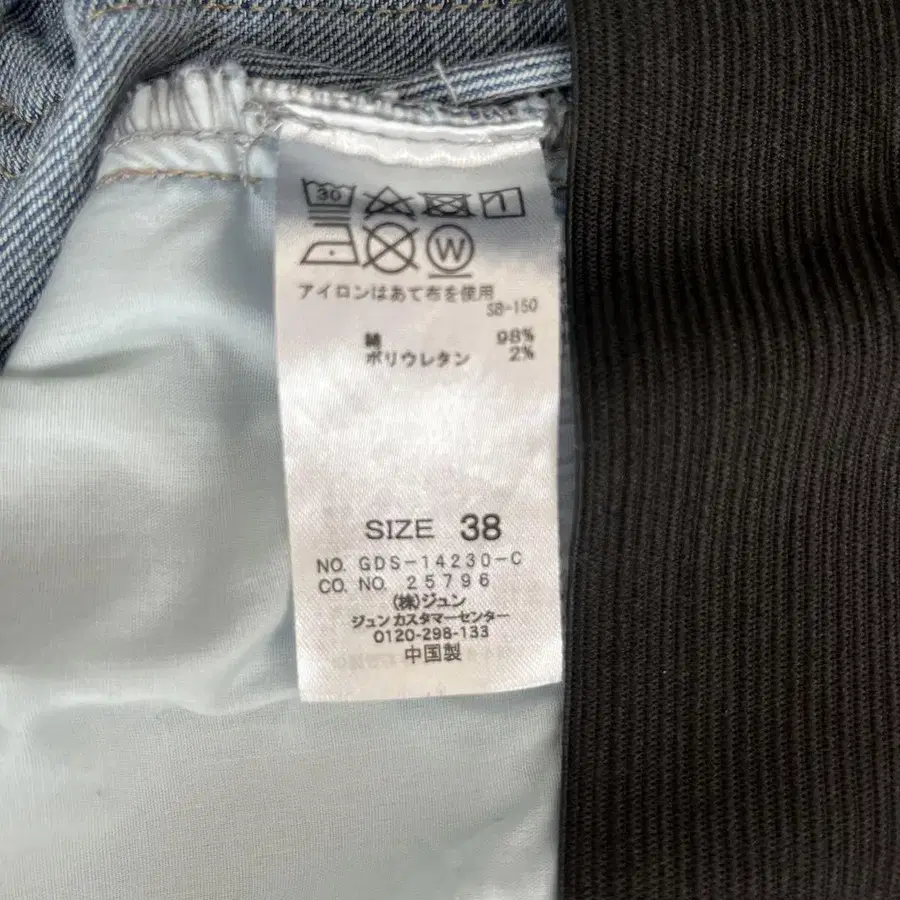 30
W
アイロンはあて布を使用
SB-150
綿 98%
ポリウレタン 2%
SIZE 38
NO. GDS-14230-C
CO. NO. 25796
(株)ジュン
ジュンカスタマーセンター
0120-298-133
中国製